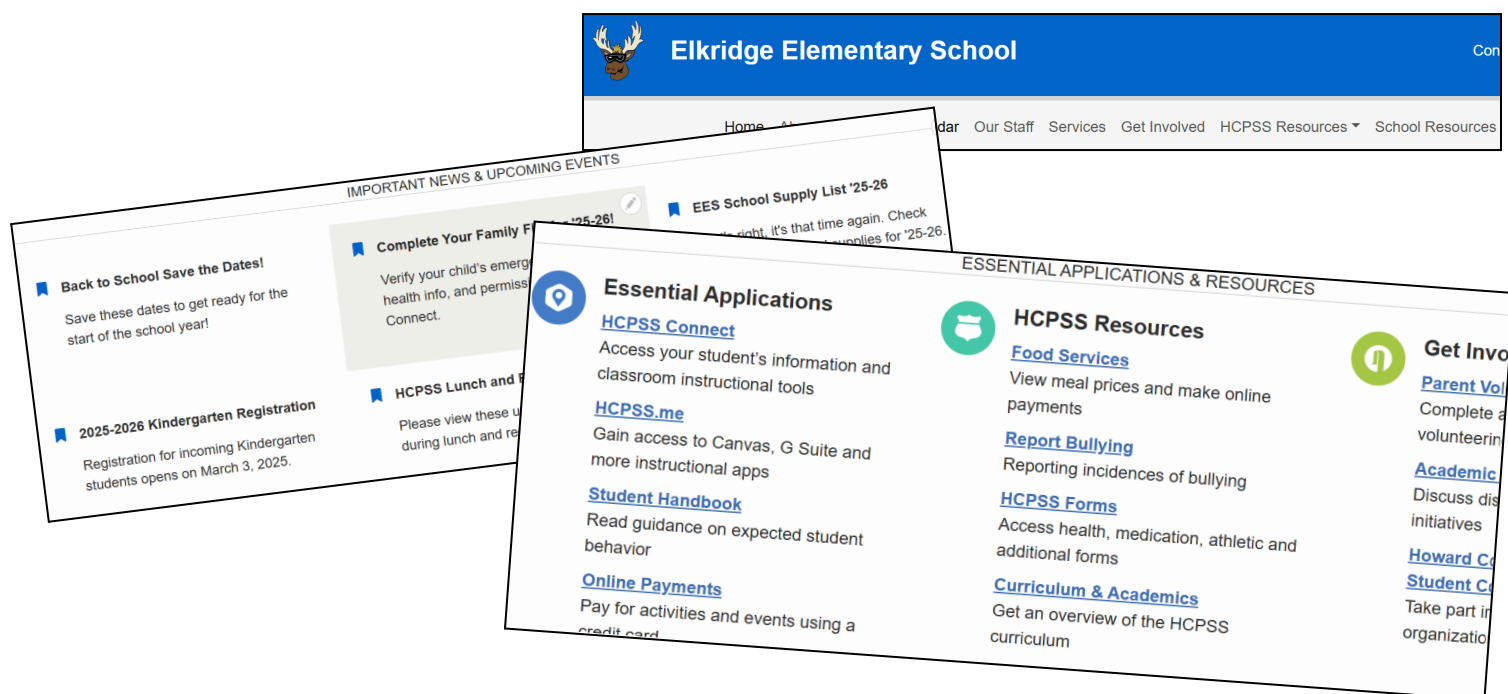 Elkridge Elementary School
Con
Home
dar Our Staff Services Get Involved HCPSS Resources School Resources
IMPORTANT NEWS & UPCOMING EVENTS
Back to School Save the Dates!
Save these dates to get ready for the
start of the school year!
Complete Your Family '25-26!
Verify your child's
health info, and
Connect.
EES School Supply List '25-26
right, it's that time again. Check
for '25-26.
2025-2026 Kindergarten Registration
Registration for incoming Kindergarten
students opens on March 3, 2025.
HCPSS Lunch and
Please view these
during lunch and
ESSENTIAL APPLICATIONS & RESOURCES
Essential Applications
HCPSS Connect
Access your student's information and
classroom instructional tools
HCPSS.me
Gain access to Canvas, G Suite and
more instructional apps
Student Handbook
Read guidance on expected student
behavior
Online Payments
Pay for activities and events using a
credit card
HCPSS Resources
Food Services
View meal prices and make online
payments
Report Bullying
Reporting incidences of bullying
HCPSS Forms
Access health, medication, athletic and
additional forms
Curriculum & Academics
Get an overview of the HCPSS
curriculum
Get Invo
Parent Vol
Complete a
volunteerin
Academic
Discuss dis
initiatives
Howard Co
Student Co
Take part in
organizatio